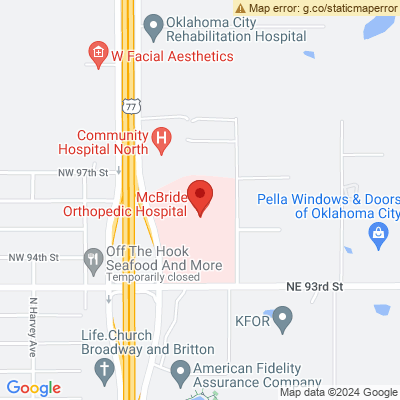 Map error: g.co/staticmaperror
Oklahoma City
Rehabilitation Hospital
W Facial Aesthetics
77
Community
Hospital North
H
NW 97th St
McBride
Orthopedic Hospital
Pella Windows & Doors
of Oklahoma City
NW 94th St
Off The Hook
Seafood And More
Temporarily closed
NE 93rd St
N Harvey Ave
KFOR
Life.Church
Broadway and Britton
American Fidelity
Assurance Company
Google
Map data ©2024 Google